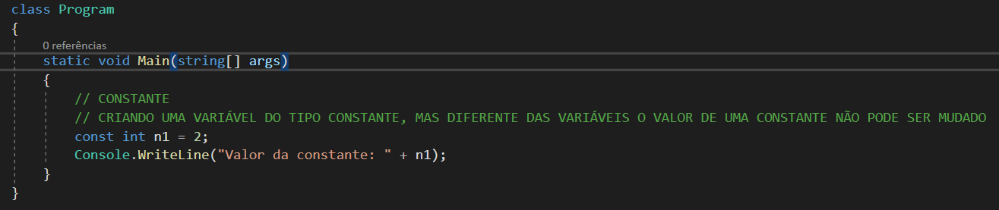 class Program
{
0 referências
static void Main(string[] args)
{
// CONSTANTE
// CRIANDO UMA VARIÁVEL DO TIPO CONSTANTE, MAS DIFERENTE DAS VARIÁVEIS O VALOR DE UMA CONSTANTE NÃO PODE SER MUDADO
const int n1 = 2;
Console.WriteLine("Valor da constante: " + n1);
}
}